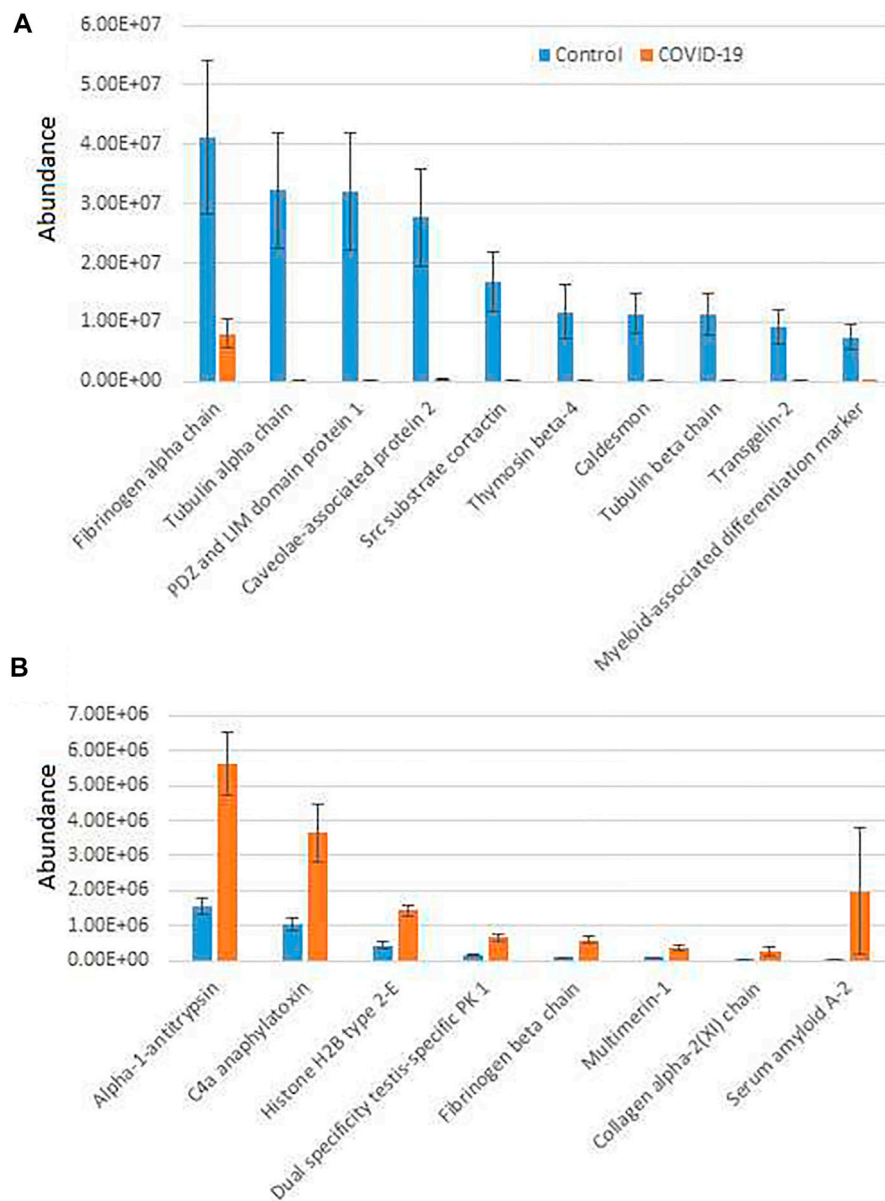 A
6.00E+07
Control COVID-19
5.00E+07
4.00E+07
3.00E+07
2.00E+07
1.00E+07
0.00E+00
Abundance
Fibrinogen alpha chain
Tubulin alpha chain
PDZ and LIM domain protein 1
Caveolae-associated protein 2
Src substrate cortactin
Thymosin beta-4
Caldesmon
Tubulin beta chain
Transgelin-2
Myeloid-associated differentiation marker
B
7.00E+06
6.00E+06
5.00E+06
4.00E+06
3.00E+06
2.00E+06
1.00E+06
0.00E+00
Abundance
Alpha-1-antitrypsin
C4a anaphylatoxin
Histone H2B type 2-E
Dual specificity testis-specific PK 1
Fibrinogen beta chain
Multimerin-1
Collagen alpha-2(XI) chain
Serum amyloid A-2